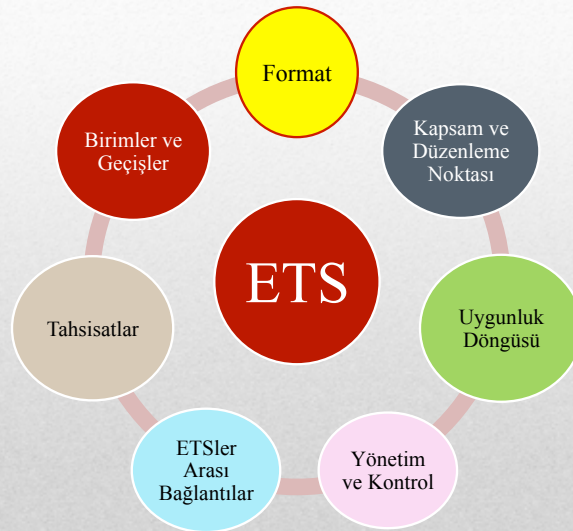 Format
Kapsam ve
Düzenleme
Noktası
Uygunluk
Döngüsü
Yönetim
ve Kontrol
ETSler
Arası
Bağlantılar
Tahsisatlar
Birimler ve
Geçişler
ETS